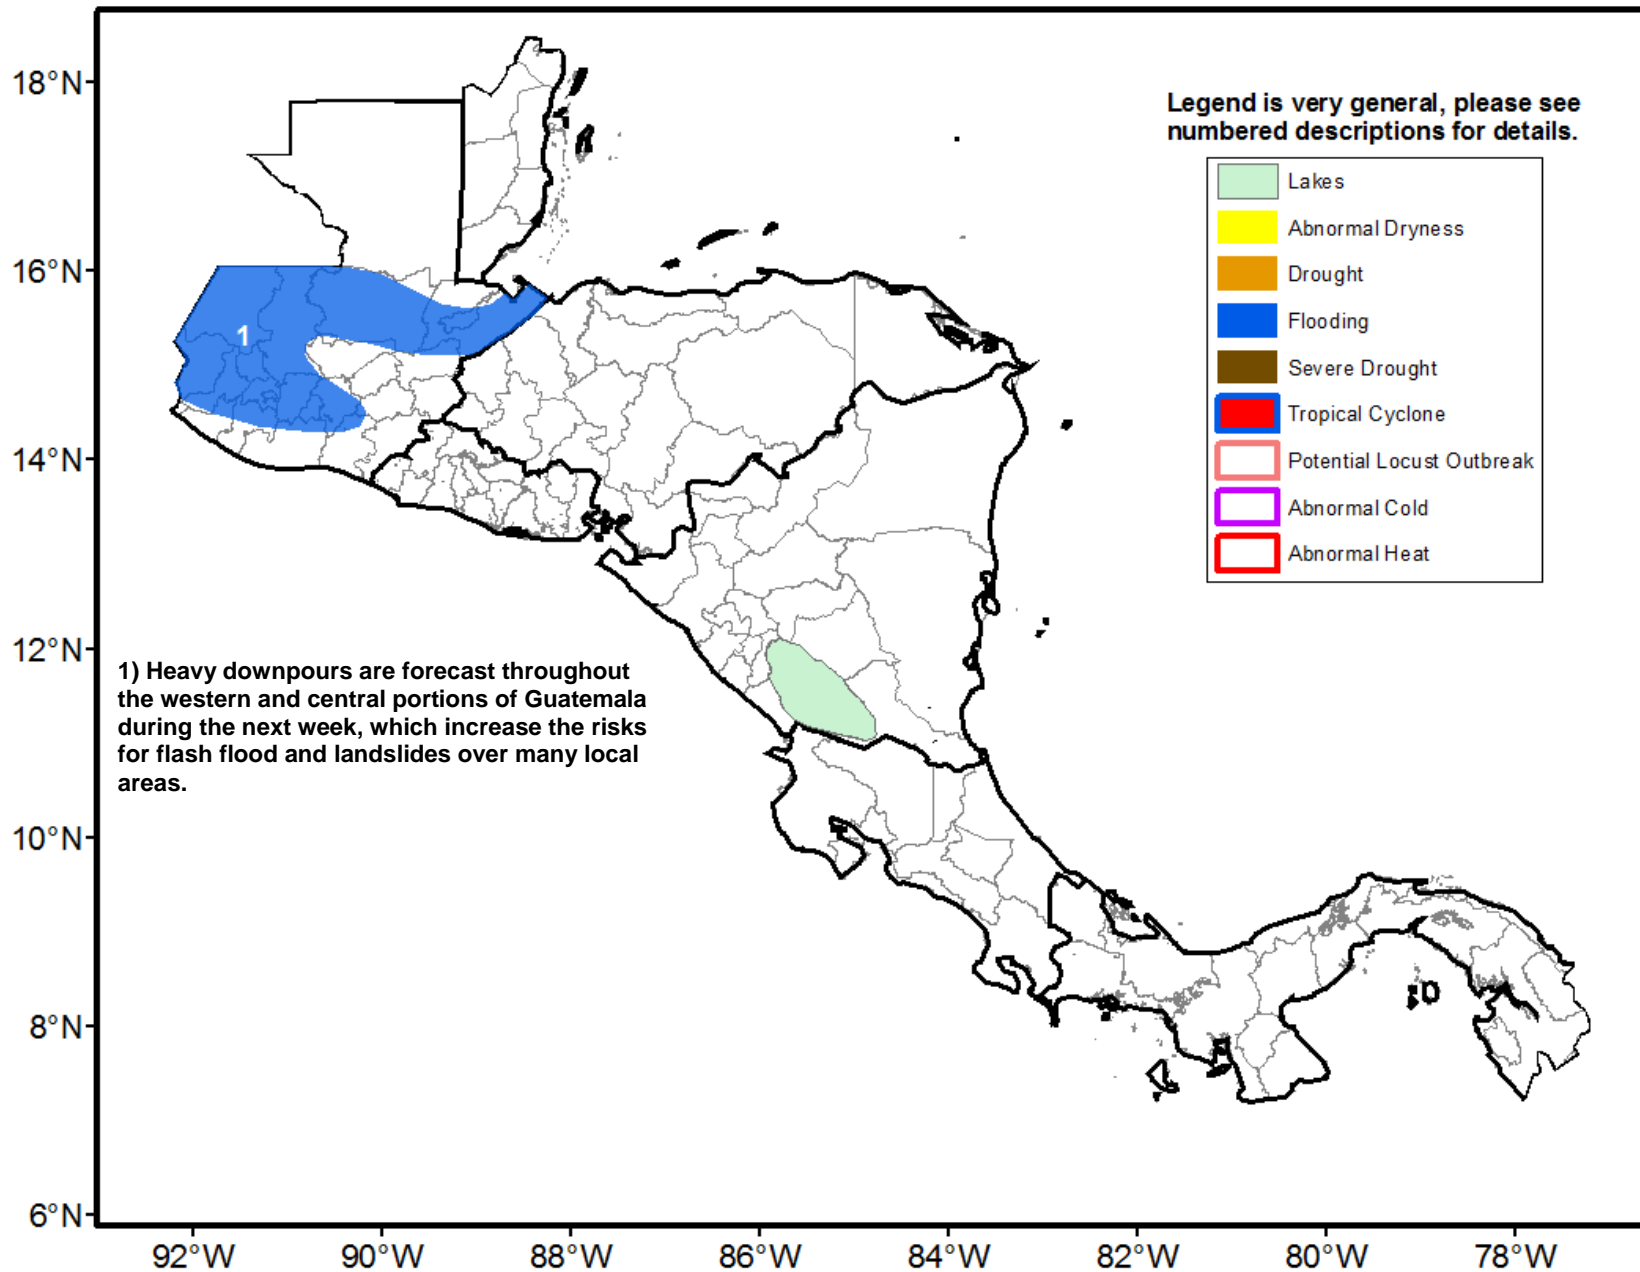 18°N
16°N
14°N
12°N
10°N
8°N
6°N
92°W
90°W
88°W
86°W
84°W
82°W
80°W
78°W
Legend is very general, please see
numbered descriptions for details.
Lakes
Abnormal Dryness
Drought
Flooding
Severe Drought
Tropical Cyclone
Potential Locust Outbreak
Abnormal Cold
Abnormal Heat
1
1) Heavy downpours are forecast throughout
the western and central portions of Guatemala
during the next week, which increase the risks
for flash flood and landslides over many local
areas.